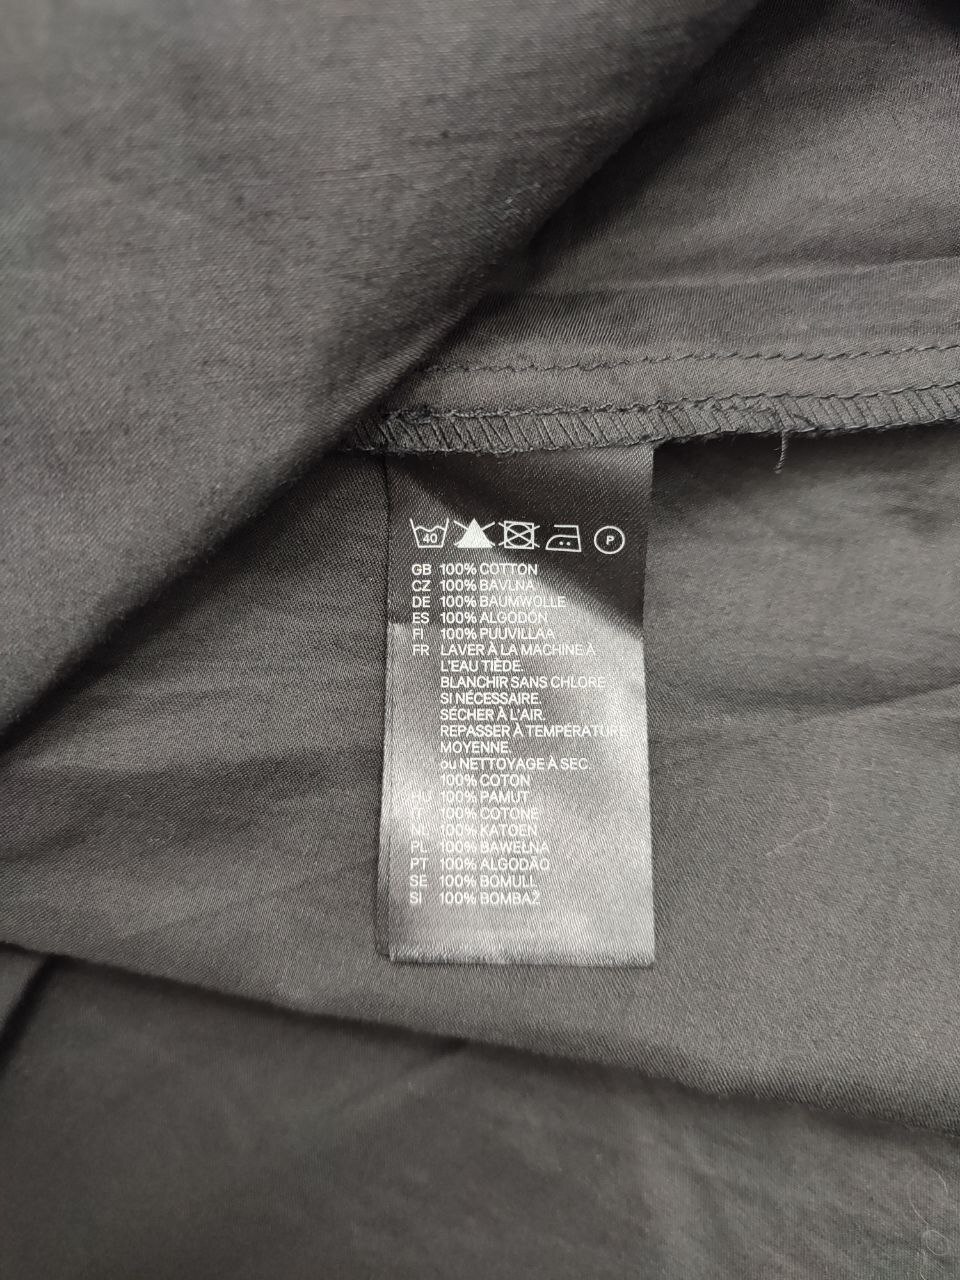 40 P
GB 100% COTTON
CZ 100% BAVLNA
DE 100% BAUMWOLLE
ES 100% ALGODÓN
FI 100% PUUVILLAA
FR LAVER À LA MACHINE À
L'EAU TIÈDE.
BLANCHIR SANS CHLORE
SI NÉCESSAIRE.
SÉCHER À L'AIR.
REPASSER À TEMPÉRATURE
MOYENNE.
ou NETTOYAGE À SEC.
100% COTON
HU 100% PAMUT
IT 100% COTONE
NL 100% KATOEN
PL 100% BAWEŁNA
PT 100% ALGODÃO
SE 100% BOMULL
SI 100% BOMBAŽ